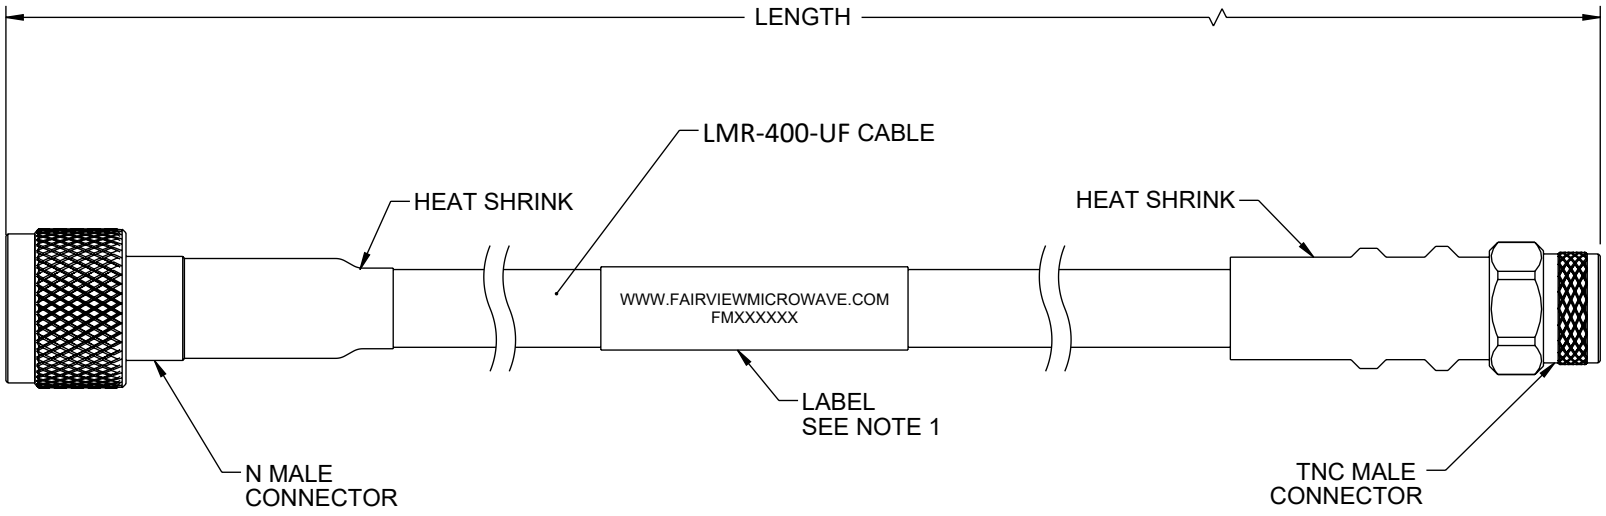 LENGTH
LMR-400-UF CABLE
HEAT SHRINK
HEAT SHRINK
WWW.FAIRVIEWMICROWAVE.COM
FMXXXXXX
LABEL
SEE NOTE 1
N MALE
CONNECTOR
TNC MALE
CONNECTOR